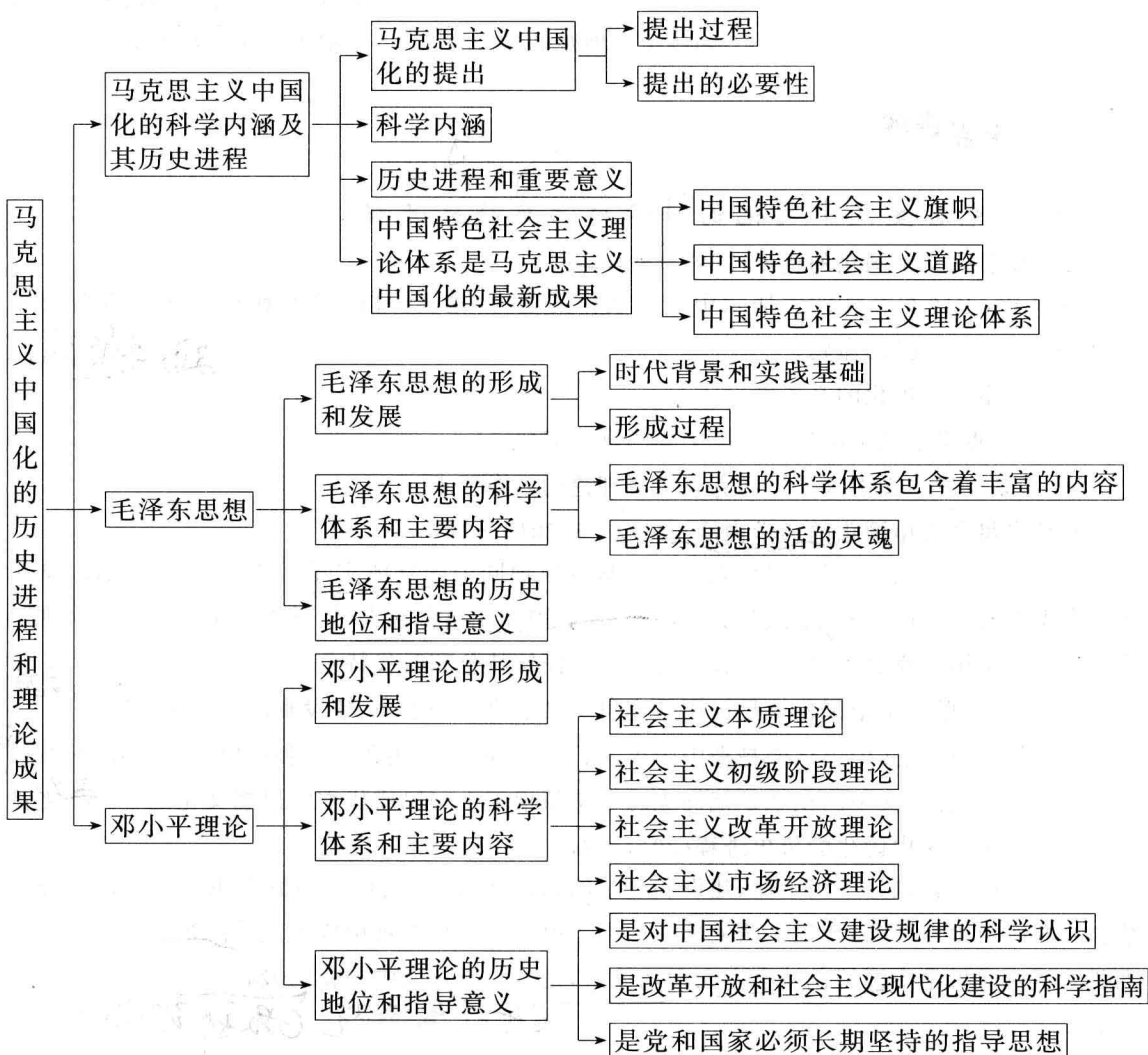 马克思主义中国化的历史进程和理论成果
马克思主义中国
化的科学内涵及
其历史进程
马克思主义中国
化的提出
提出过程
提出的必要性
科学内涵
历史进程和重要意义
中国特色社会主义理
论体系是马克思主义
中国化的最新成果
中国特色社会主义旗帜
中国特色社会主义道路
中国特色社会主义理论体系
毛泽东思想
毛泽东思想的形成
和发展
时代背景和实践基础
形成过程
毛泽东思想的科学
体系和主要内容
毛泽东思想的科学体系包含着丰富的内容
毛泽东思想的活的灵魂
毛泽东思想的历史
地位和指导意义
邓小平理论
邓小平理论的形成
和发展
邓小平理论的科学
体系和主要内容
社会主义本质理论
社会主义初级阶段理论
社会主义改革开放理论
社会主义市场经济理论
邓小平理论的历史
地位和指导意义
是对中国社会主义建设规律的科学认识
是改革开放和社会主义现代化建设的科学指南
是党和国家必须长期坚持的指导思想